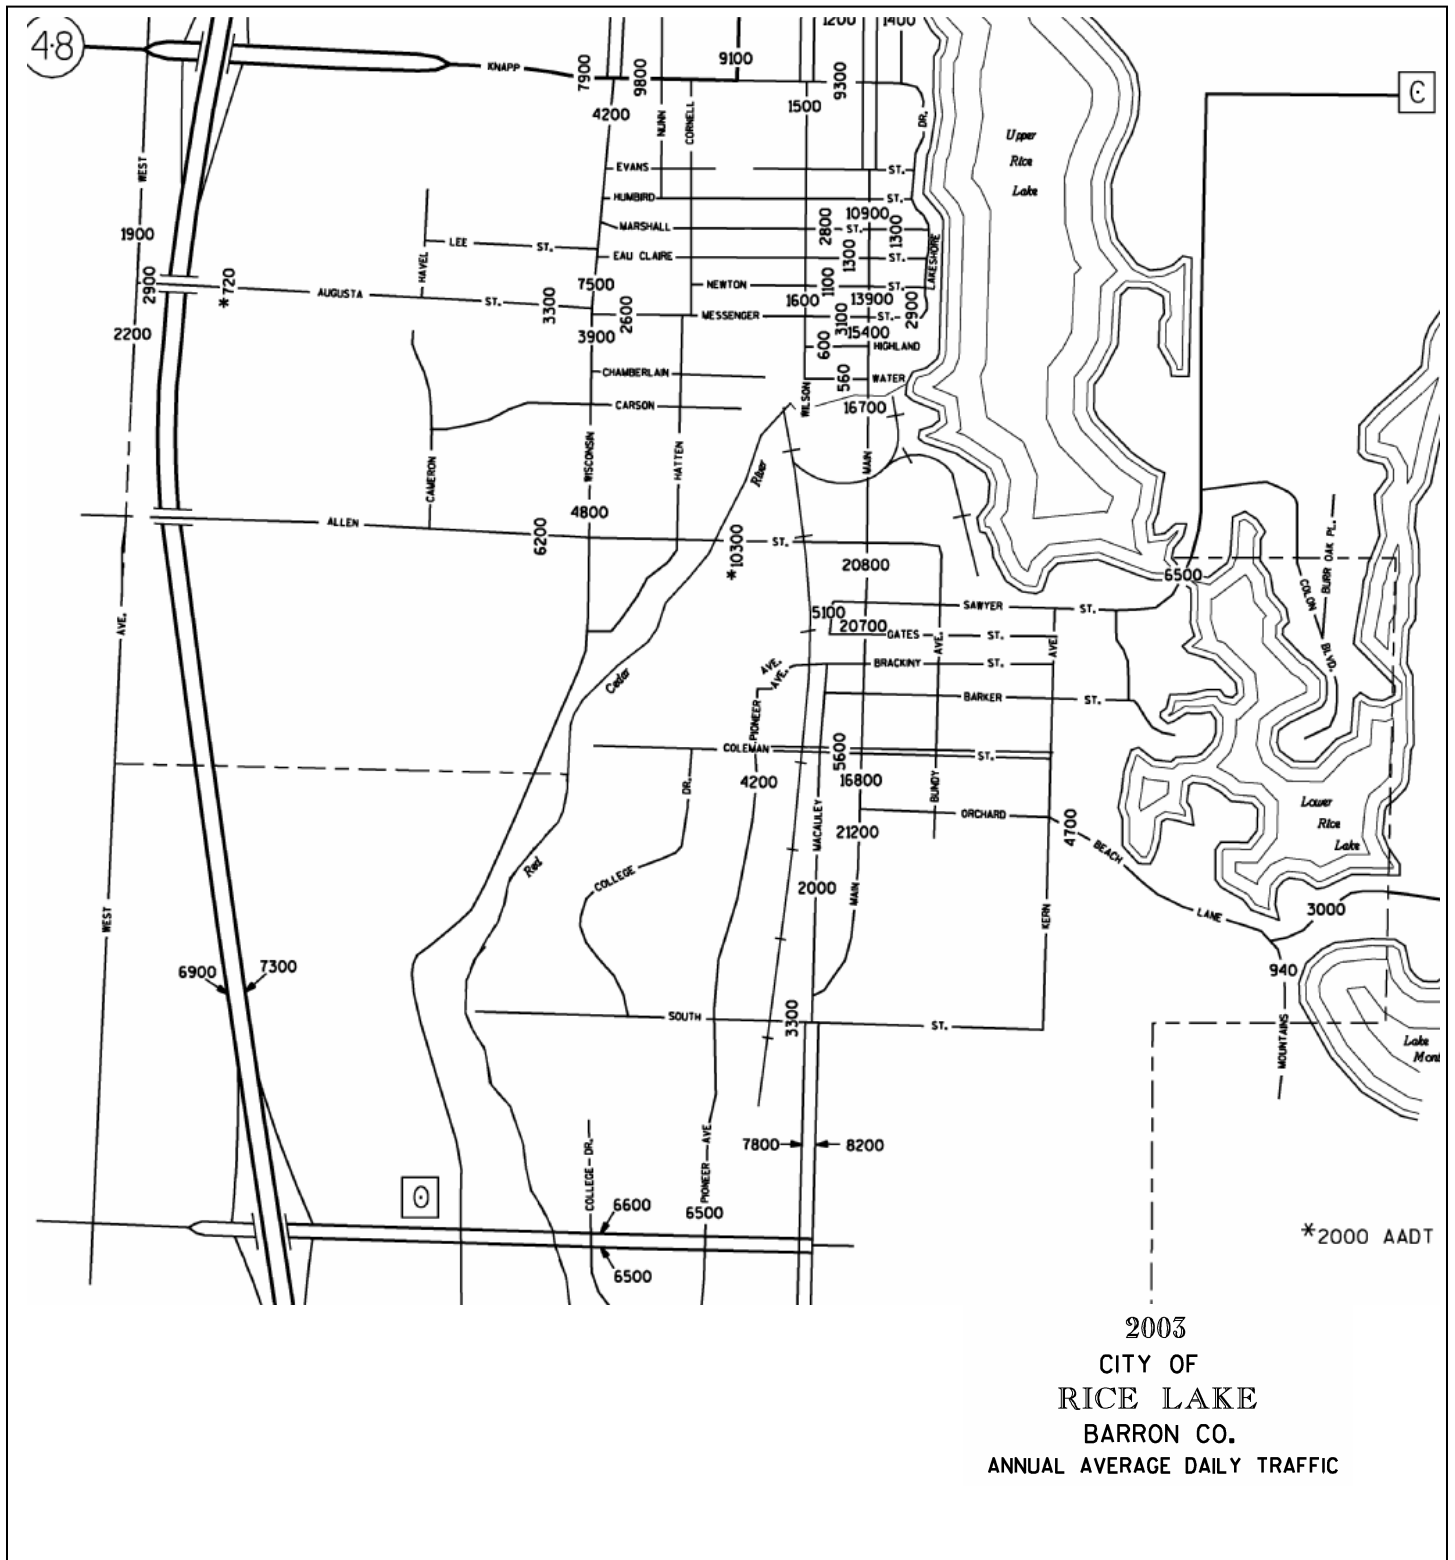 48
KNAPP
7900
9800
9100
1200
1400
9300
1500
4200
C
WEST
NUNN
CORNELL
DR.
Upper
Rice
Lake
EVANS
ST.
HUMBIRD
ST.
10900
MARSHALL
ST.
2800
1300
1900
LEE
ST.
HAVEL
EAU CLAIRE
ST.
1300
LAKESHORE
2900
*720
AUGUSTA
ST.
3300
7500
2600
NEWTON
ST.
1100
1600
13900
MESSENGER
ST.
3100
2900
2200
3900
15400
600
HIGHLAND
CHAMBERLAIN
560
WATER
CARSON
WILSON
16700
CAMERON
WISCONSIN
HATTEN
River
MAIN
4800
ALLEN
6200
*10300
ST.
20800
6500
COLON
BLVD.
BURR OAK PL.
AVE.
5100
SAWYER
ST.
20700
GATES
ST.
AVE.
AVE.
Cedar
AVE.
AVE.
BRACKINY
ST.
BARKER
ST.
PIONEER
COLEMAN
ST.
5600
4200
16800
DR.
BUNDY
Lower
Rice
Lake
MACAULEY
ORCHARD
21200
4700
BEACH
Red
COLLEGE
2000
MAIN
WEST
KERN
LANE
3000
6900
7300
940
SOUTH
3300
ST.
MOUNTAINS
Lake
Mont
7800
8200
COLLEGE DR.
PIONEER AVE.
O
6600
6500
6500
*2000 AADT
2003
CITY OF
RICE LAKE
BARRON CO.
ANNUAL AVERAGE DAILY TRAFFIC